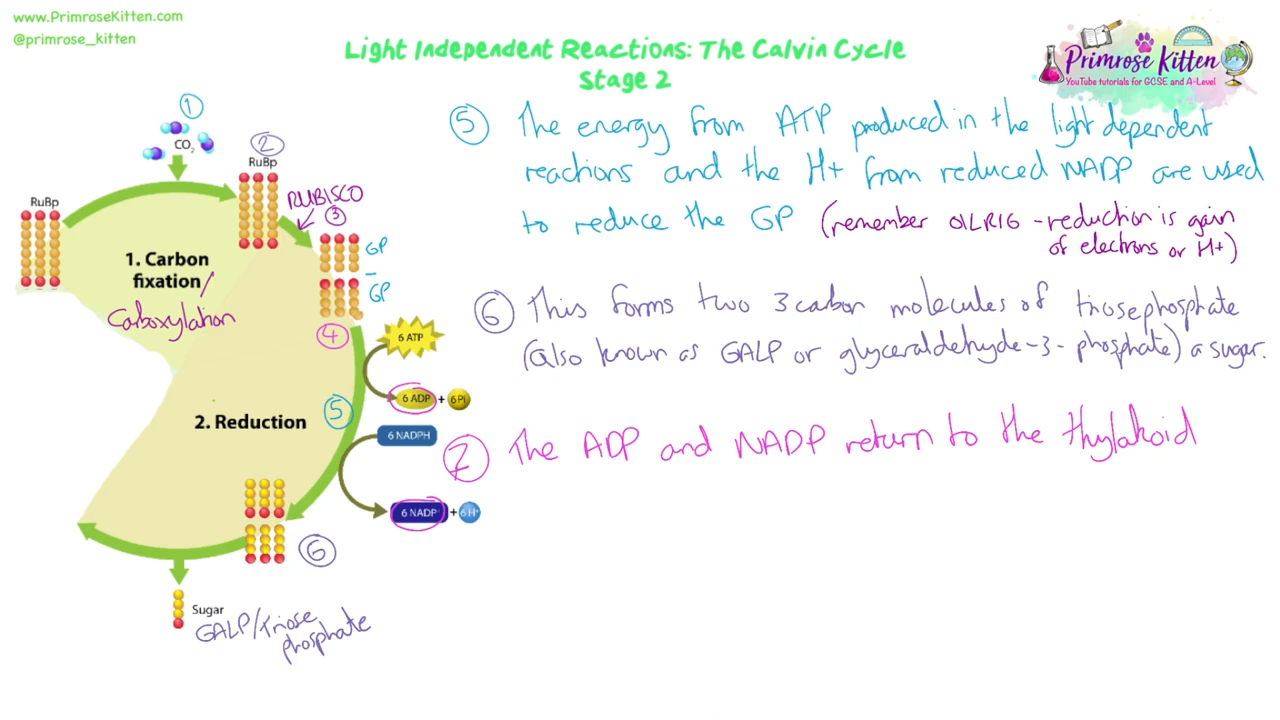 www.PrimroseKitten.com
@primrose_kitten
Light Independent Reactions: The Calvin Cycle
Stage 2
Primrose Kitten
YouTube tutorials for GCSE and A-Level
1
CO2
2
RuBp
RuBp
RUBISCO
3
GP
-
GP
1. Carbon
fixation/
Carboxylation
4
6 ATP
6 ADP + 6Pi
2. Reduction
5
6 NADPH
6 NADP+ + 6 H+
6
Sugar
GALP/Triose
phosphate
5 The energy from ATP produced in the light dependent
reactions and the H+ from reduced NADP are used
to reduce the GP (remember OILRIG - reduction is gain
of electrons or H+)
6 This forms two 3 carbon molecules of triosephosphate
(also known as GALP or glyceraldehyde-3-phosphate) a sugar.
7 The ADP and NADP return to the thylakoid